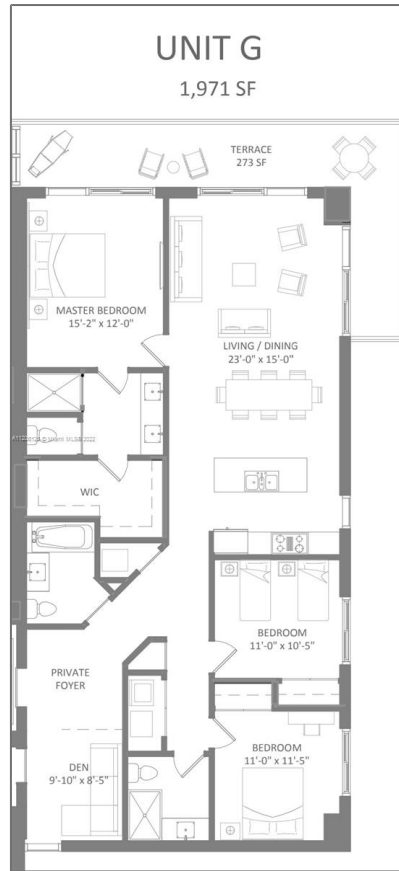 UNIT G
1,971 SF
TERRACE
273 SF
MASTER BEDROOM
15'-2" x 12'-0"
LIVING / DINING
23'-0" x 15'-0"
WIC
BEDROOM
11'-0" x 10'-5"
PRIVATE
FOYER
DEN
9'-10" x 8'-5"
BEDROOM
11'-0" x 11'-5"